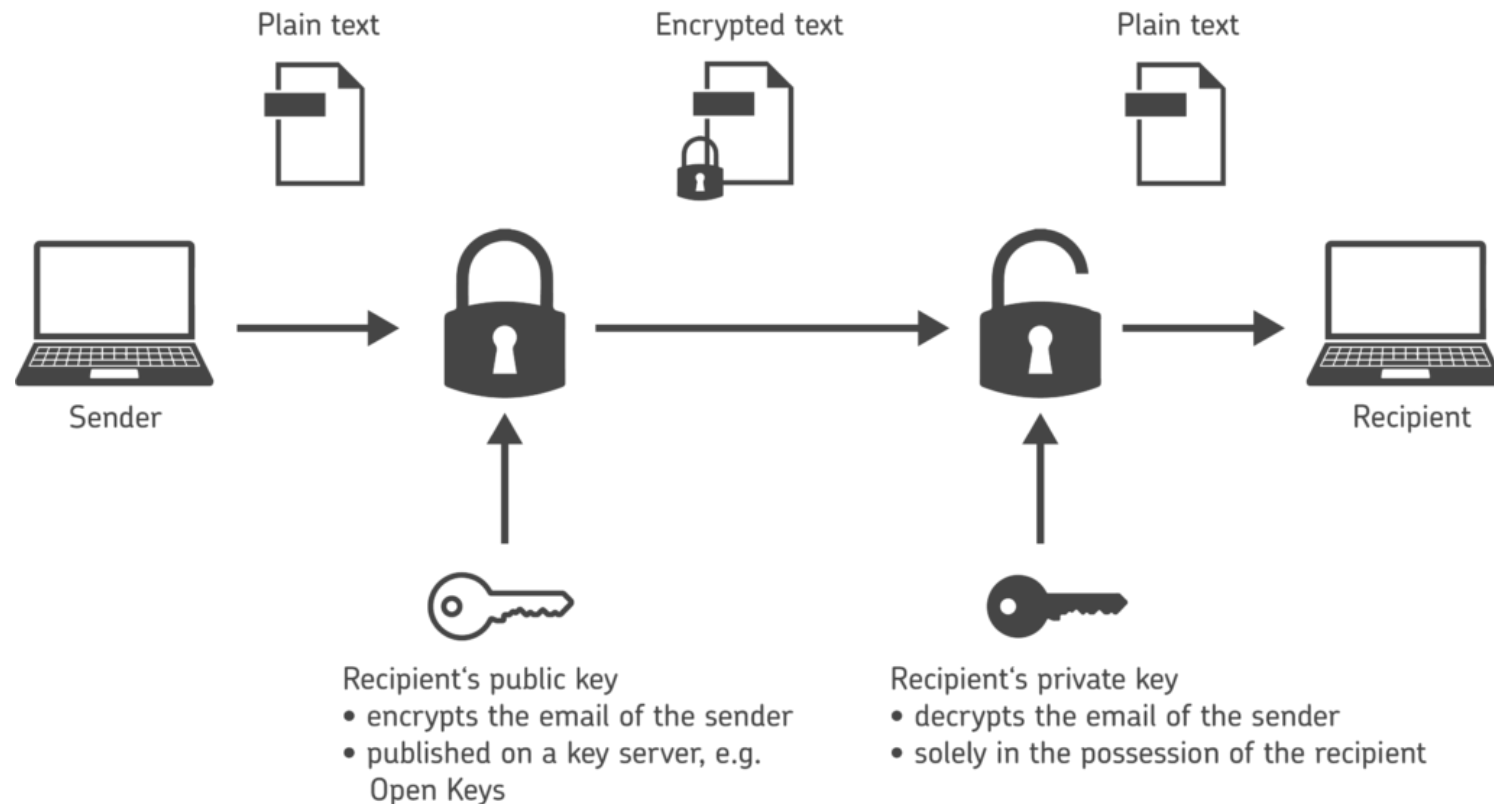 Plain text
Encrypted text
Plain text
Sender
Recipient
Recipient‘s public key
• encrypts the email of the sender
• published on a key server, e.g.
Open Keys
Recipient‘s private key
• decrypts the email of the sender
• solely in the possession of the recipient